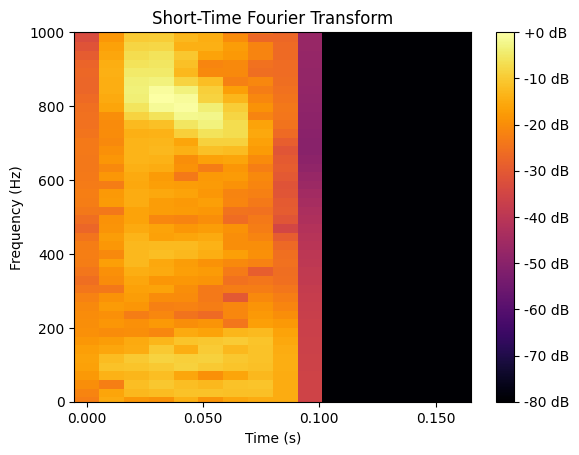 Short-Time Fourier Transform
1000
800
600
400
200
0
Frequency (Hz)
0.000
0.050
0.100
0.150
Time (s)
+0 dB
-10 dB
-20 dB
-30 dB
-40 dB
-50 dB
-60 dB
-70 dB
-80 dB